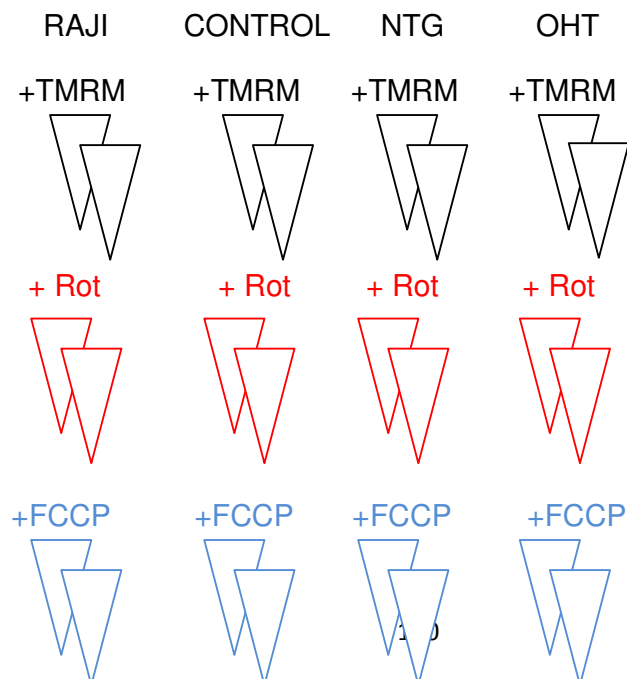 RAJI CONTROL NTG OHT
+TMRM +TMRM +TMRM +TMRM
+ Rot + Rot + Rot + Rot
+FCCP +FCCP +FCCP +FCCP